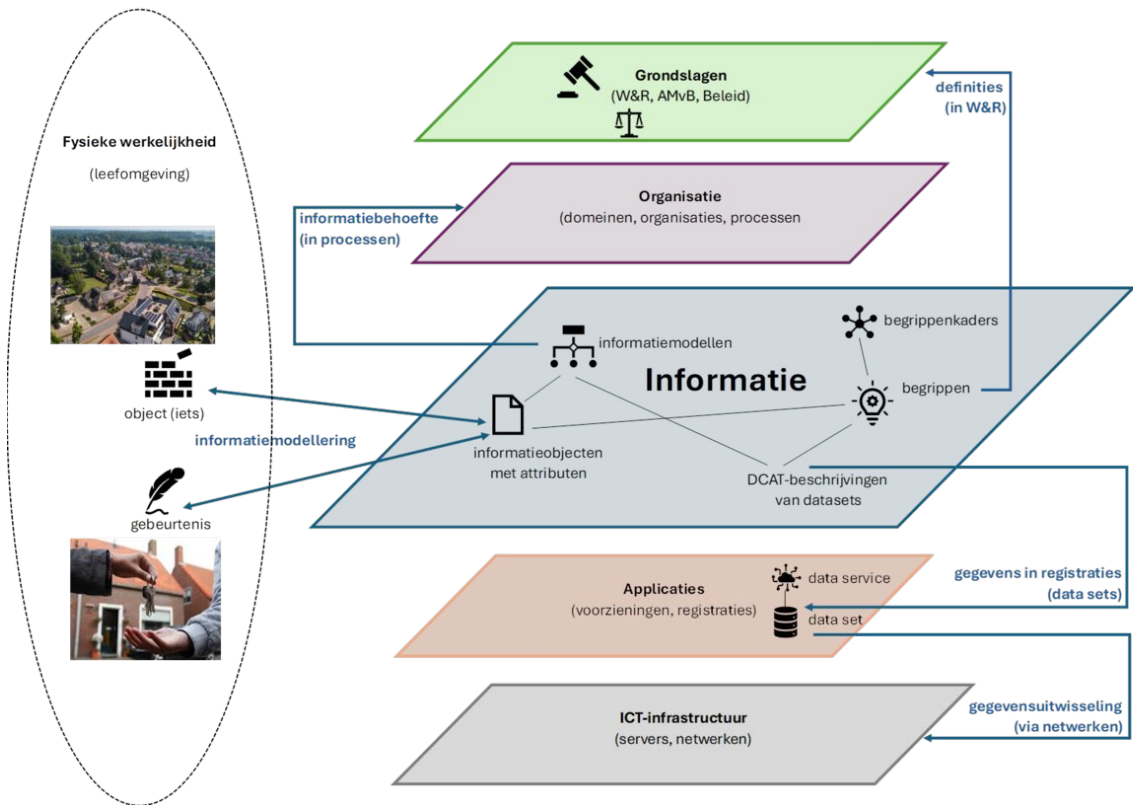 Fysieke werkelijkheid
(leefomgeving)
object (iets)
gebeurtenis
informatiemodellering
Grondslagen
(W&R, AMvB, Beleid)
definities
(in W&R)
Organisatie
(domeinen, organisaties, processen
informatiebehoefte
(in processen)
Informatie
informatiemodellen
begrippenkaders
begrippen
informatieobjecten
met attributen
DCAT-beschrijvingen
van datasets
Applicaties
(voorzieningen, registraties)
data service
data set
gegevens in registraties
(data sets)
ICT-infrastructuur
(servers, netwerken)
gegevensuitwisseling
(via netwerken)